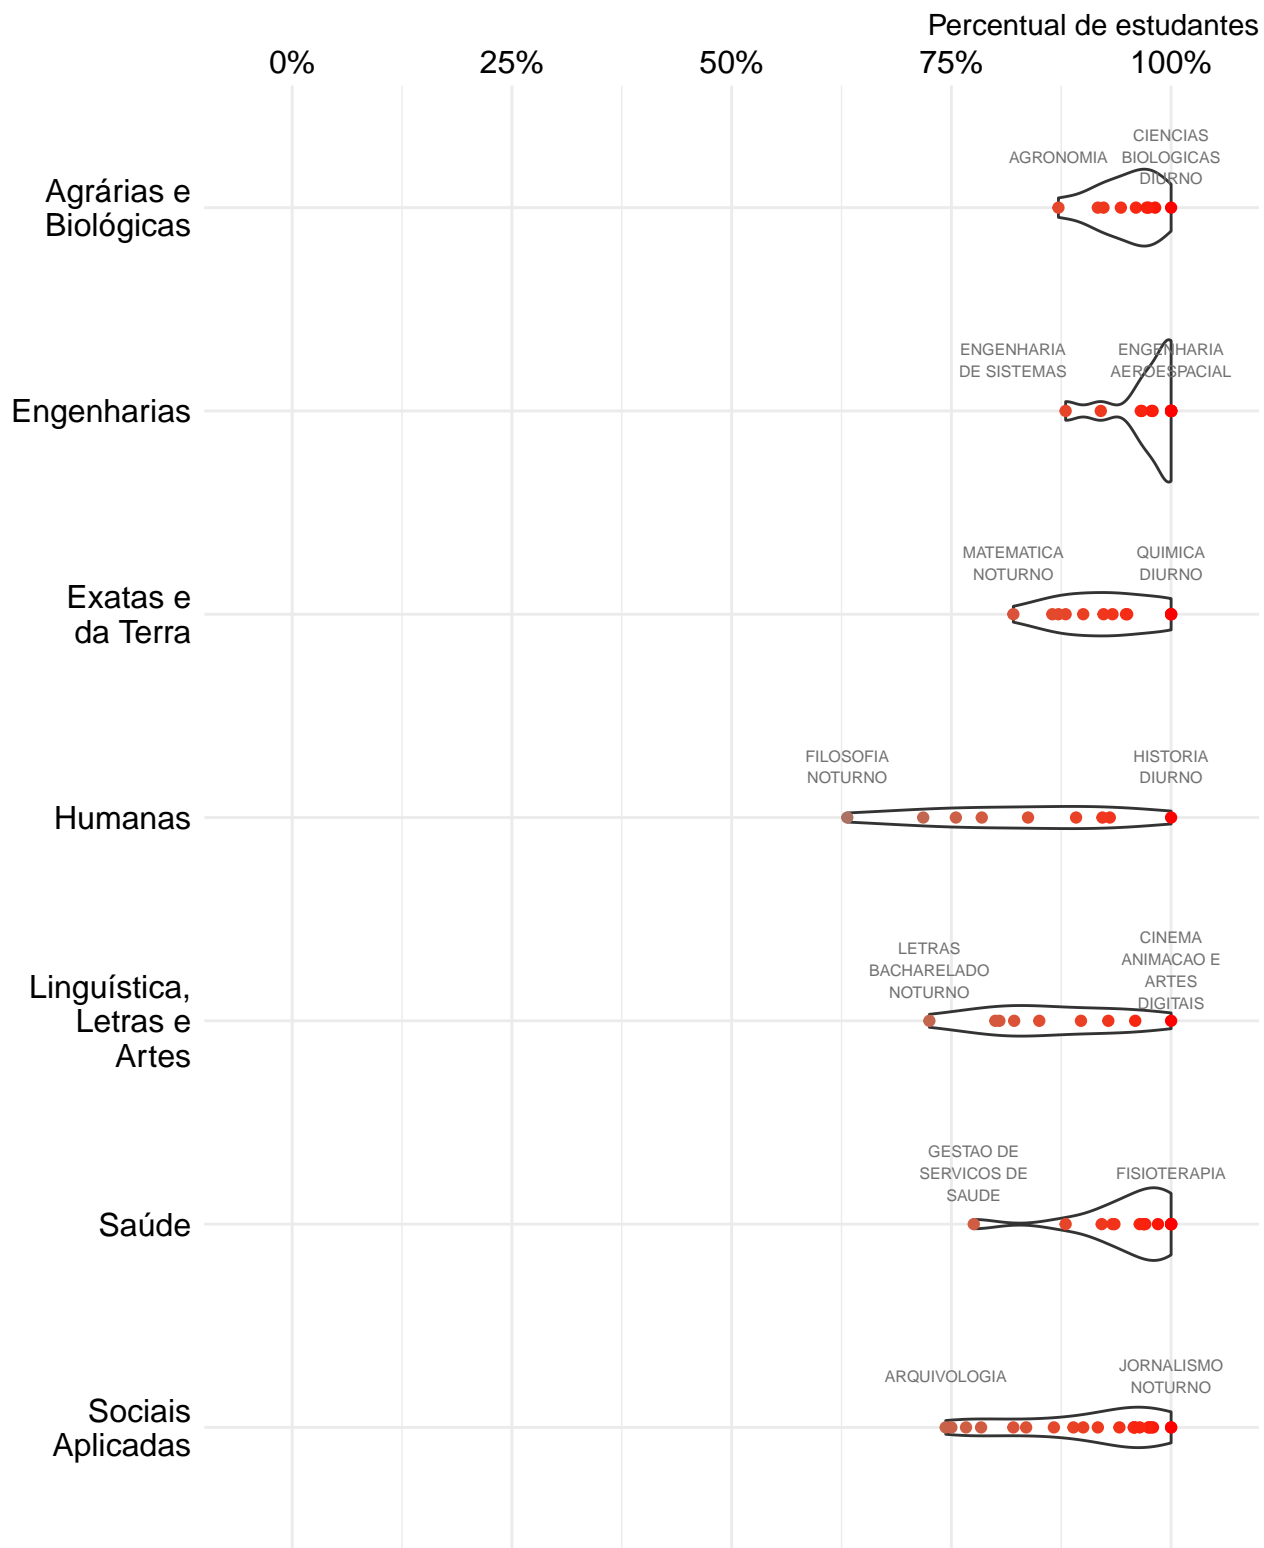 Percentual de estudantes
0% 25% 50% 75% 100%
CIENCIAS
AGRONOMIA BIOLOGICAS
DIURNO
Agrárias e
Biológicas
ENGENHARIA ENGENHARIA
DE SISTEMAS AEROESPACIAL
Engenharias
MATEMATICA QUIMICA
NOTURNO DIURNO
Exatas e
da Terra
FILOSOFIA HISTORIA
NOTURNO DIURNO
Humanas
CINEMA
LETRAS ANIMACAO E
BACHARELADO ARTES
NOTURNO DIGITAIS
Linguística,
Letras e
Artes
GESTAO DE
SERVICOS DE FISIOTERAPIA
SAUDE
Saúde
JORNALISMO
ARQUIVOLOGIA NOTURNO
Sociais
Aplicadas